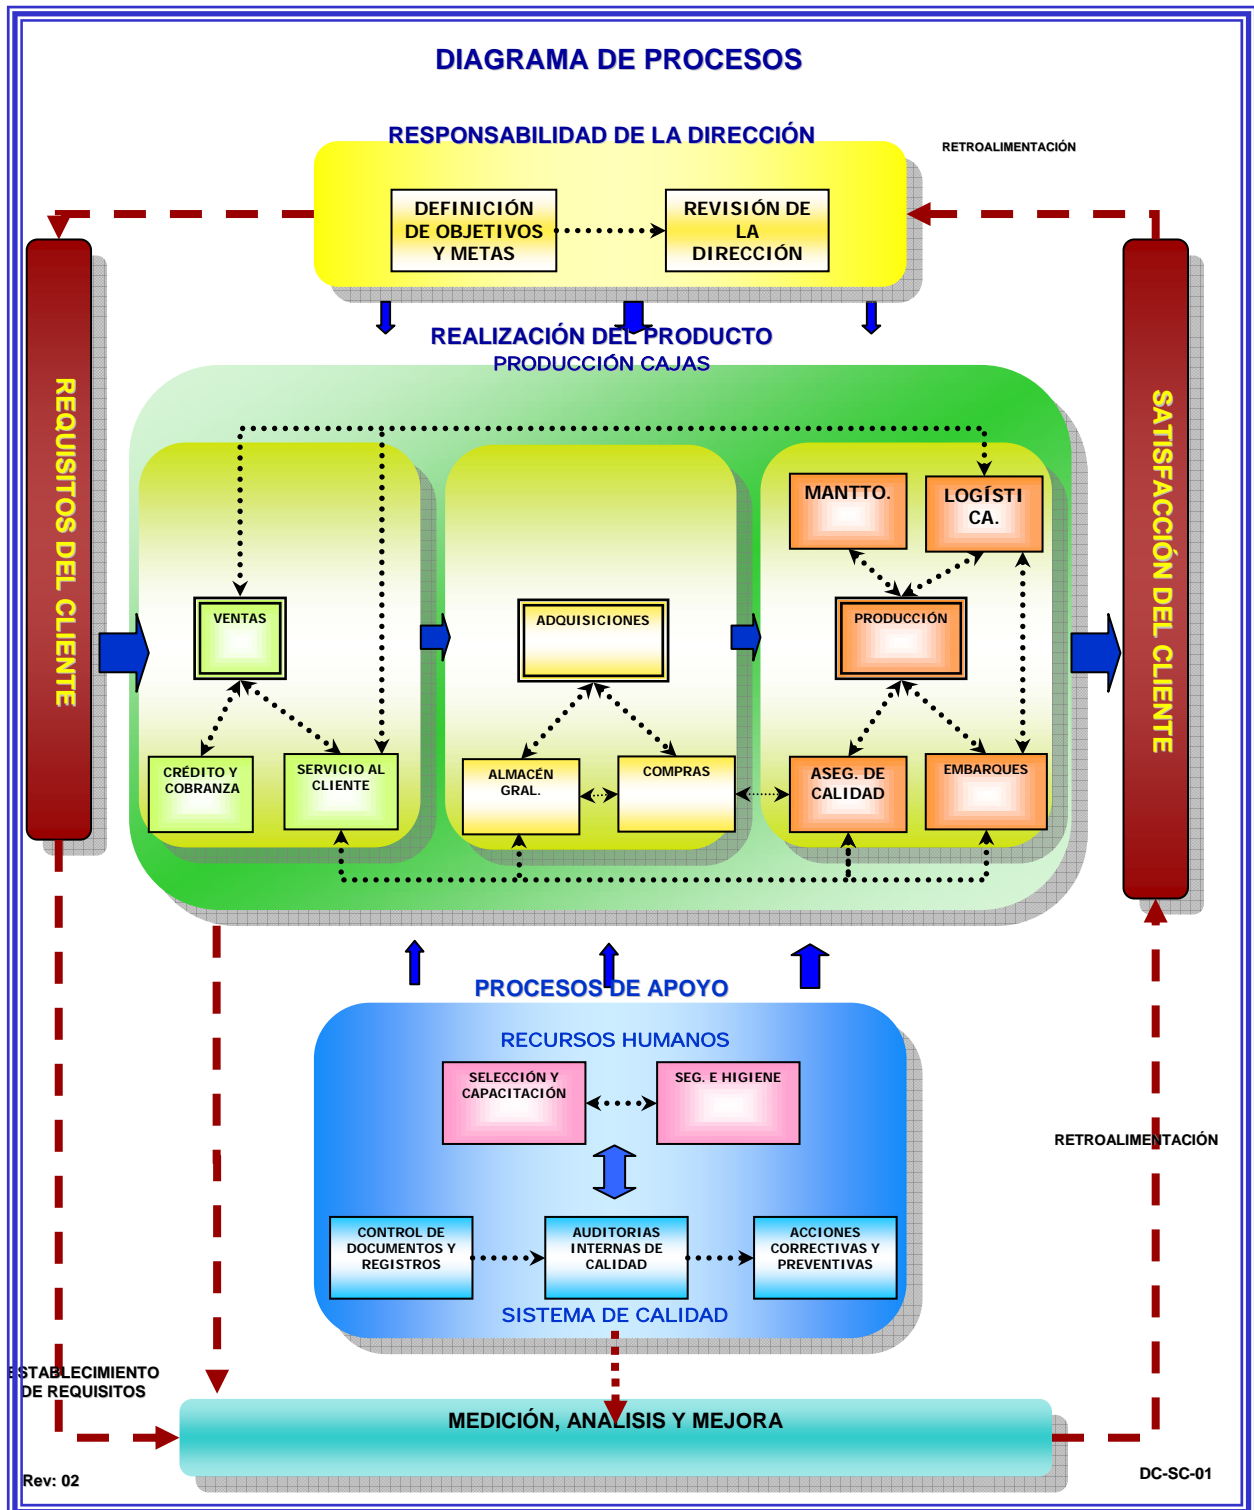 DIAGRAMA DE PROCESOS
RESPONSABILIDAD DE LA DIRECCIÓN
RETROALIMENTACIÓN
DEFINICIÓN
DE OBJETIVOS
Y METAS
REVISIÓN DE
LA
DIRECCIÓN
REALIZACIÓN DEL PRODUCTO
PRODUCCIÓN CAJAS
REQUISITOS DEL CLIENTE
SATISFACCIÓN DEL CLIENTE
MANTTO.
LOGÍSTI
CA.
VENTAS
ADQUISICIONES
PRODUCCIÓN
CRÉDITO Y
COBRANZA
SERVICIO AL
CLIENTE
ALMACÉN
GRAL.
COMPRAS
ASEG. DE
CALIDAD
EMBARQUES
PROCESOS DE APOYO
RECURSOS HUMANOS
SELECCIÓN Y
CAPACITACIÓN
SEG. E HIGIENE
RETROALIMENTACIÓN
CONTROL DE
DOCUMENTOS Y
REGISTROS
AUDITORIAS
INTERNAS DE
CALIDAD
ACCIONES
CORRECTIVAS Y
PREVENTIVAS
SISTEMA DE CALIDAD
ESTABLECIMIENTO
DE REQUISITOS
MEDICIÓN, ANALISIS Y MEJORA
Rev: 02
DC-SC-01